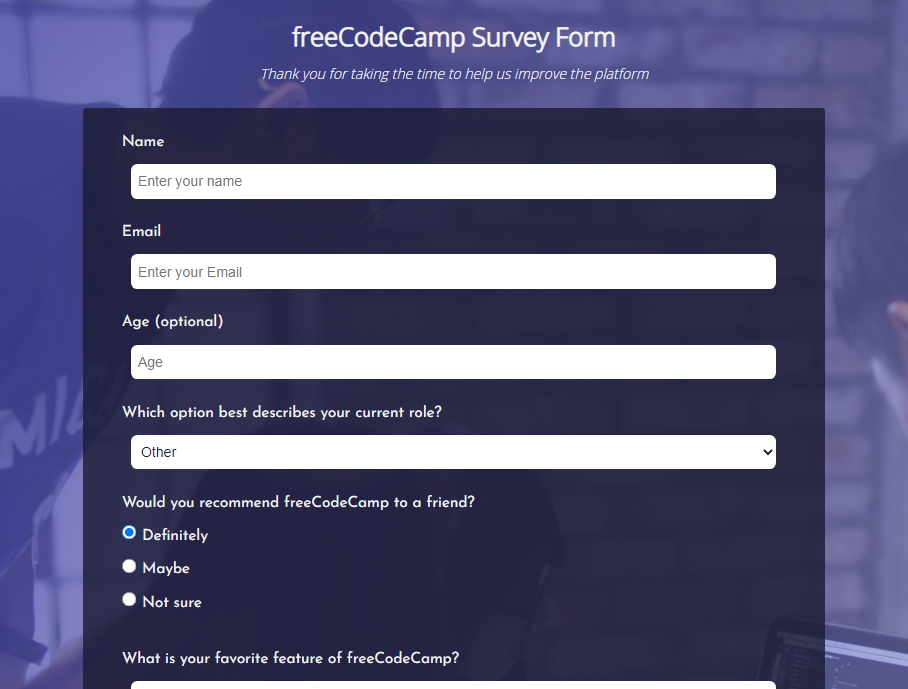 freeCodeCamp Survey Form
Thank you for taking the time to help us improve the platform
Name
Enter your name
Email
Enter your Email
Age (optional)
Age
Which option best describes your current role?
Other
Would you recommend freeCodeCamp to a friend?
Definitely
Maybe
Not sure
What is your favorite feature of freeCodeCamp?